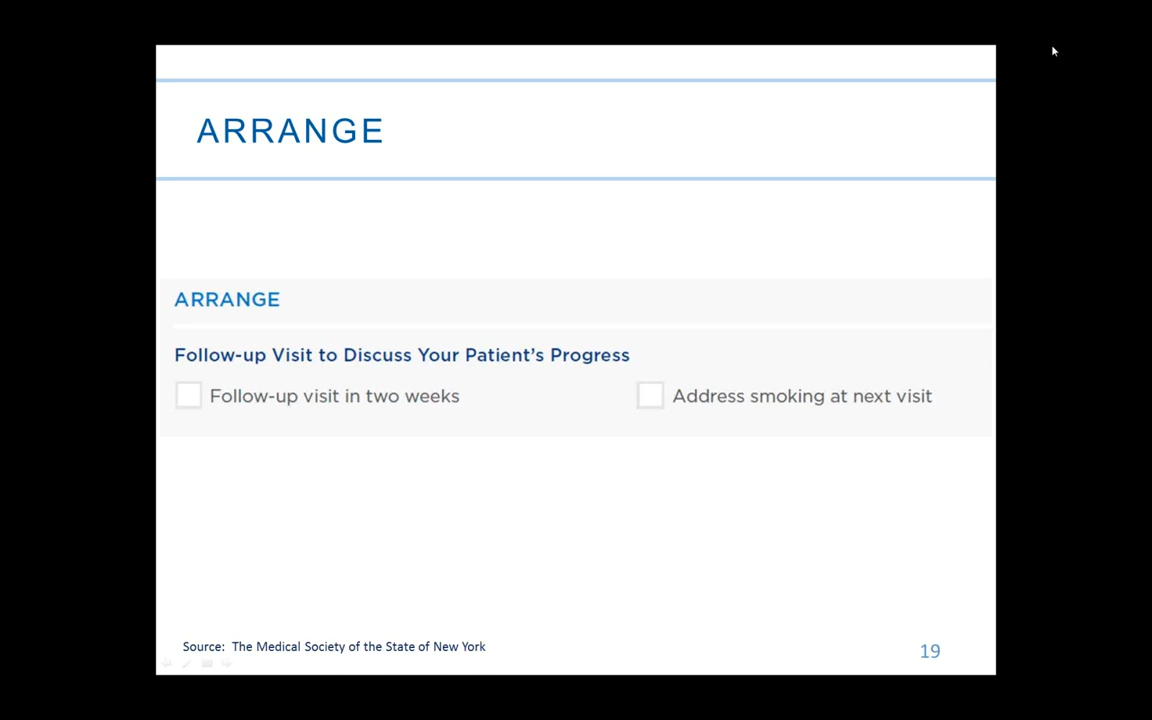 ARRANGE
ARRANGE
Follow-up Visit to Discuss Your Patient's Progress
Follow-up visit in two weeks Address smoking at next visit
Source: The Medical Society of the State of New York
19